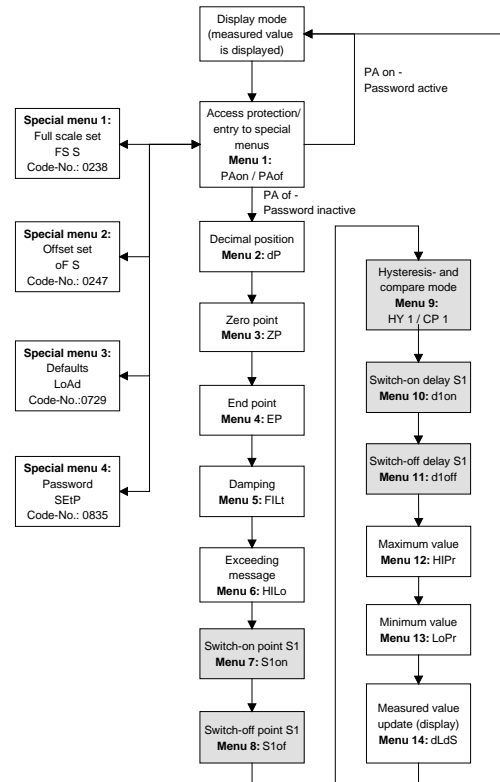 Display mode
(measured value
is displayed)
PA on -
Password active
Access protection/
entry to special
menus
Menu 1:
PAon / PAof
PA of -
Password inactive
Special menu 1:
Full scale set
FS S
Code-No.: 0238
Special menu 2:
Offset set
oF S
Code-No.: 0247
Special menu 3:
Defaults
LoAd
Code-No.:0729
Special menu 4:
Password
SEtP
Code-No.: 0835
Decimal position
Menu 2: dP
Zero point
Menu 3: ZP
End point
Menu 4: EP
Damping
Menu 5: FILt
Exceeding
message
Menu 6: HILo
Switch-on point S1
Menu 7: S1on
Switch-off point S1
Menu 8: S1of
Hysteresis- and
compare mode
Menu 9:
HY 1 / CP 1
Switch-on delay S1
Menu 10: d1on
Switch-off delay S1
Menu 11: d1off
Maximum value
Menu 12: HIPr
Minimum value
Menu 13: LoPr
Measured value
update (display)
Menu 14: dLdS